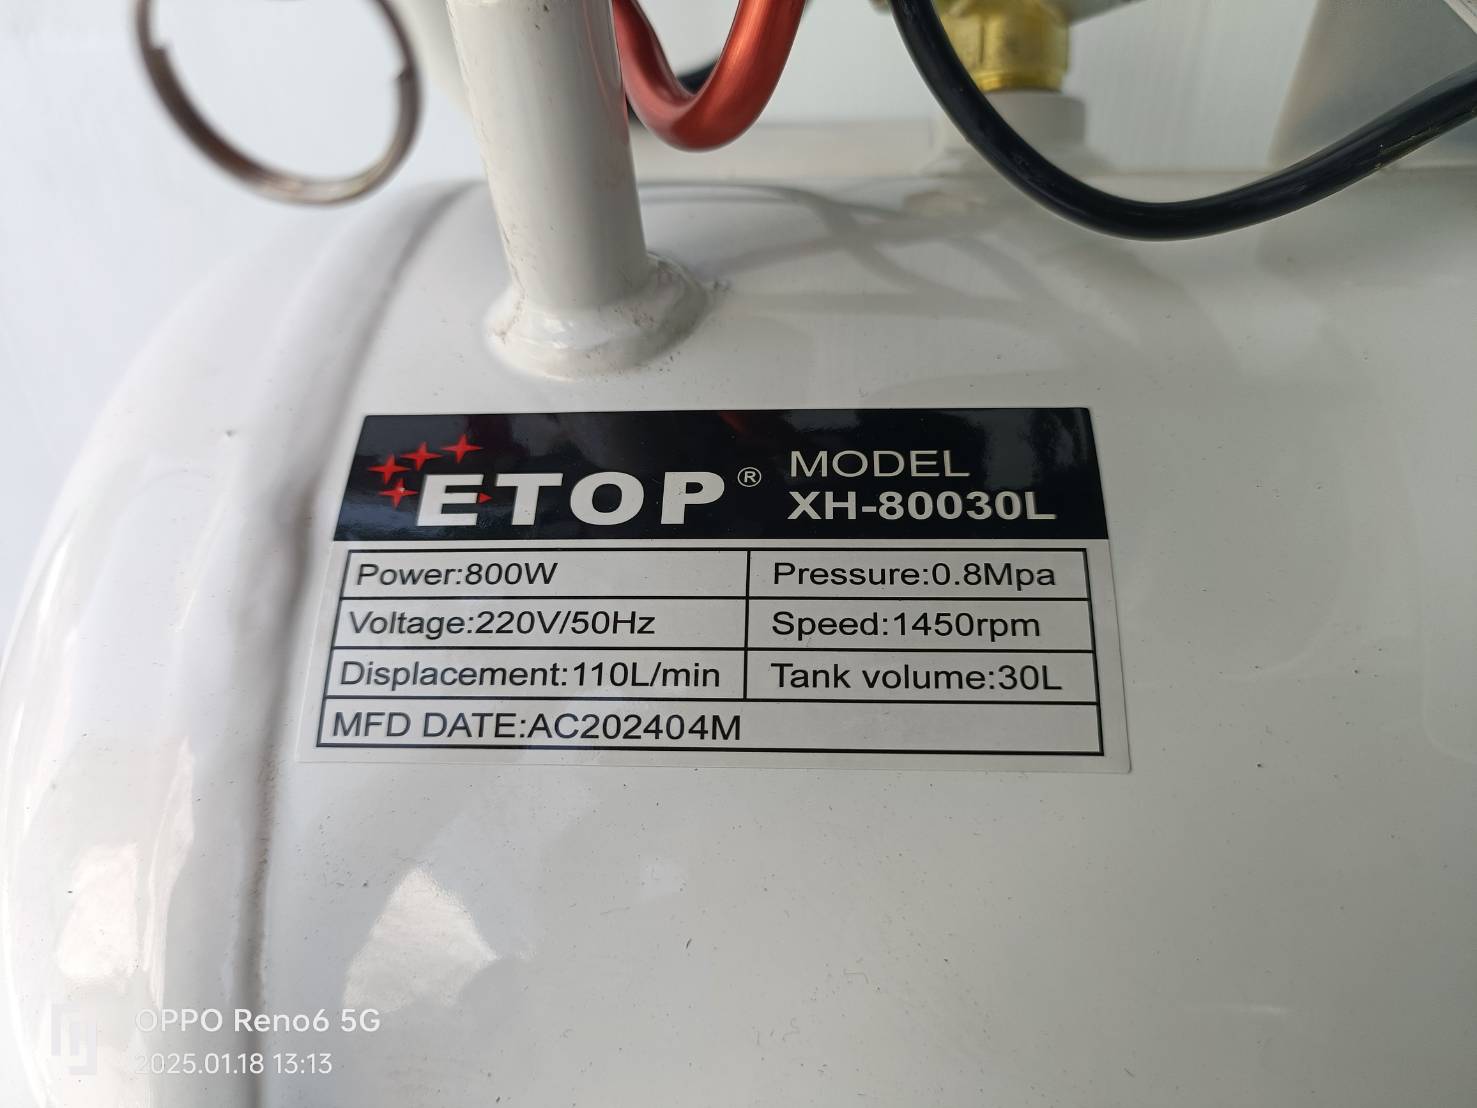 ETOP® MODEL
XH-80030L
Power:800W Pressure:0.8Mpa
Voltage:220V/50Hz Speed:1450rpm
Displacement:110L/min Tank volume:30L
MFD DATE:AC202404M
OPPO Reno6 5G
2025.01.18 13:13